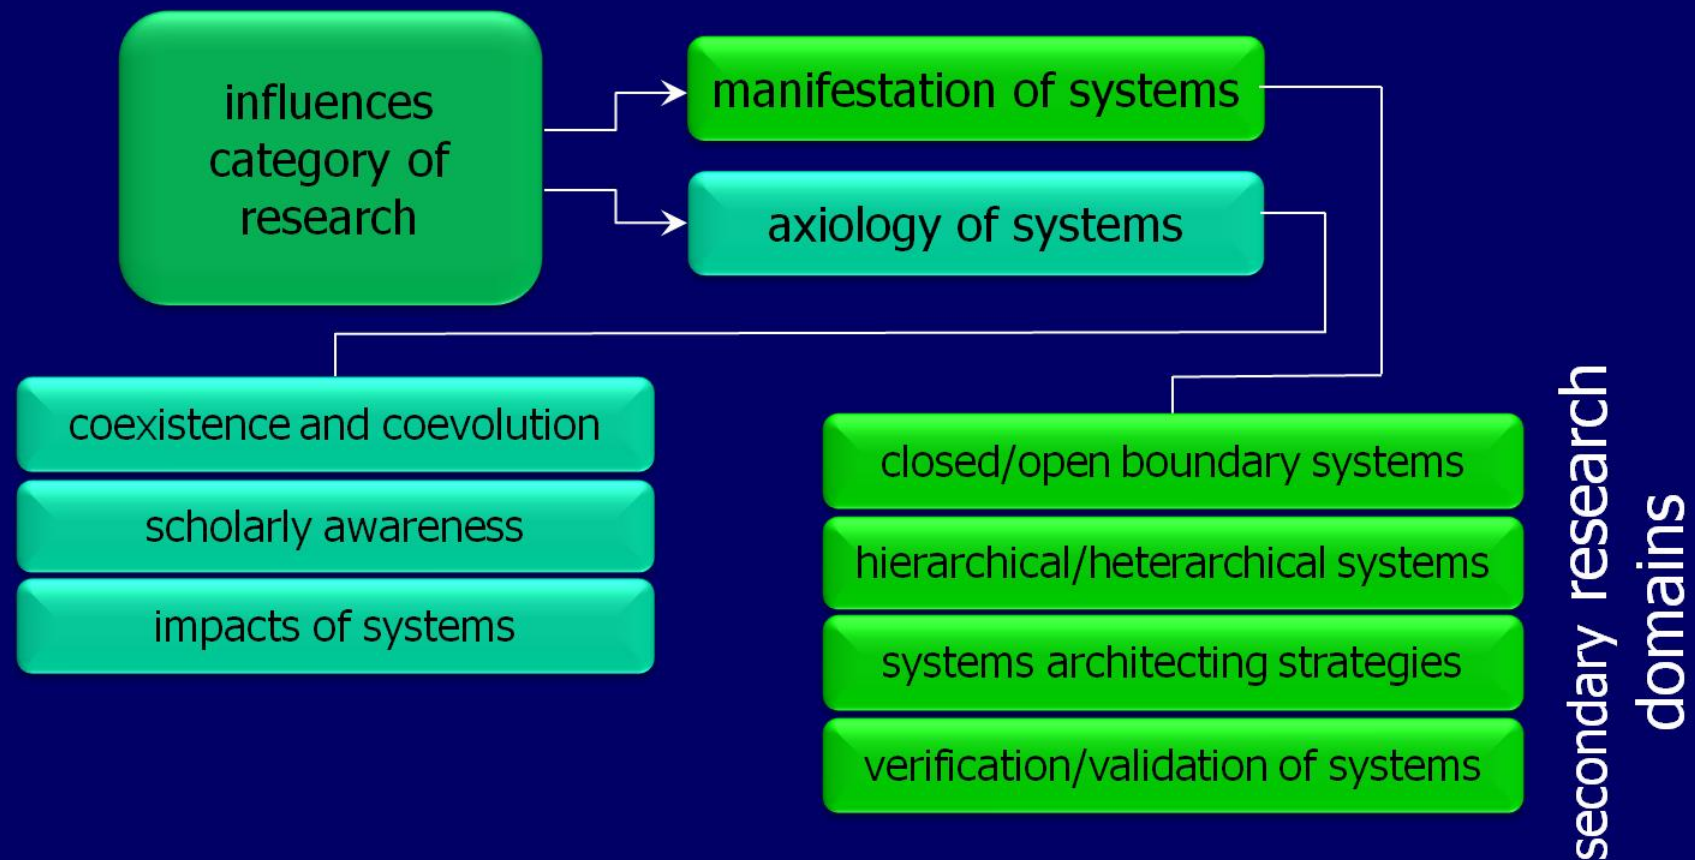 influences
category of
research
manifestation of systems
axiology of systems
coexistence and coevolution
scholarly awareness
impacts of systems
closed/open boundary systems
hierarchical/heterarchical systems
systems architecting strategies
verification/validation of systems
secondary research
domains